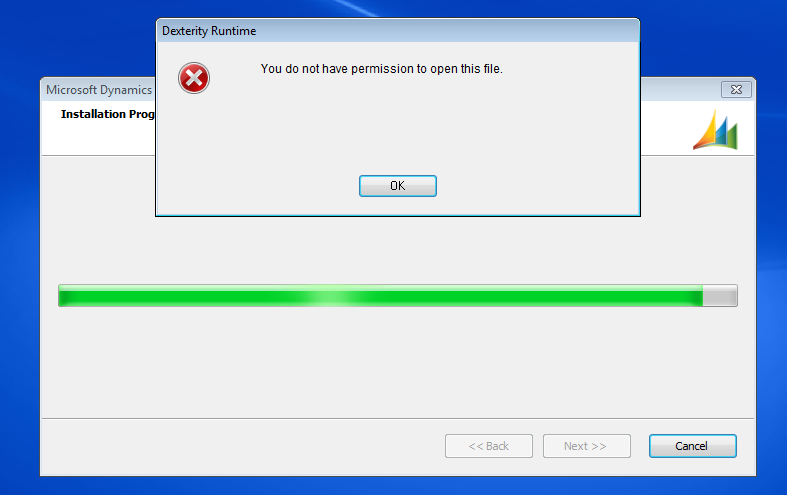 Dexterity Runtime
You do not have permission to open this file.
OK
Microsoft Dynamics
Installation Prog
<< Back
Next >>
Cancel